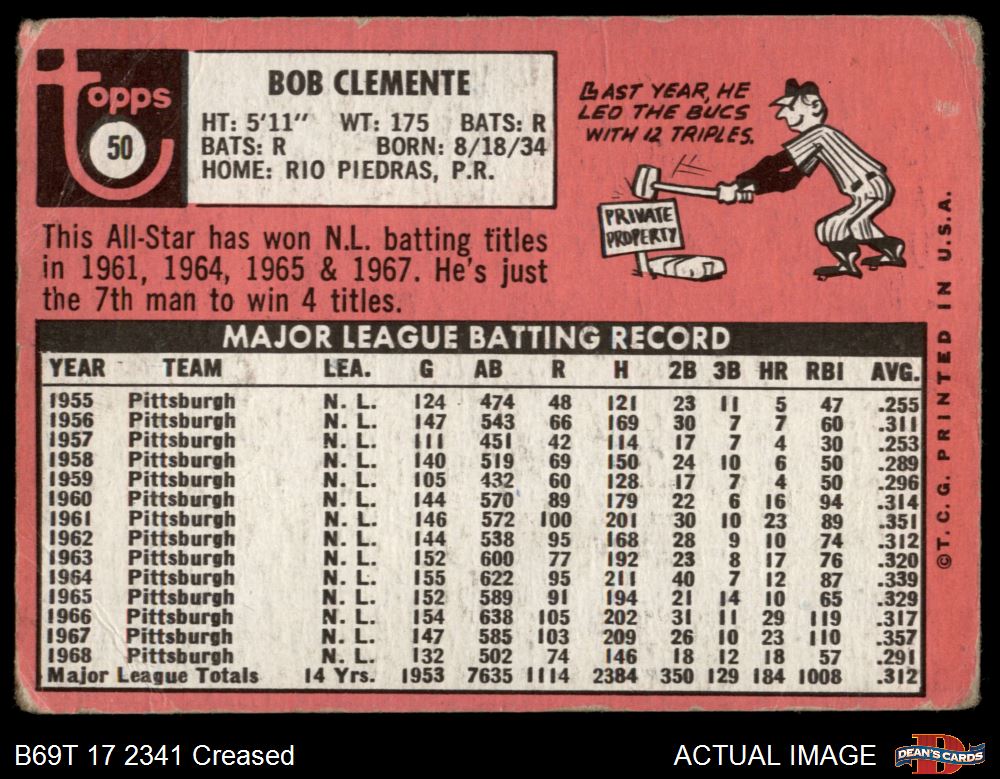 Topps
50
BOB CLEMENTE
HT: 5'11" WT: 175 BATS: R
BATS: R BORN: 8/18/34
HOME: RIO PIEDRAS, P.R.
LAST YEAR, HE
LED THE BUCS
WITH 12 TRIPLES.
PRIVATE
PROPERTY
This All-Star has won N.L. batting titles
in 1961, 1964, 1965 & 1967. He's just
the 7th man to win 4 titles.
MAJOR LEAGUE BATTING RECORD
YEAR TEAM LEA. G AB R H 2B 3B HR RBI AVG.
1955 Pittsburgh N. L. 124 474 48 121 23 11 5 47 .255
1956 Pittsburgh N. L. 147 543 66 169 30 7 7 60 .311
1957 Pittsburgh N. L. 111 451 42 114 17 7 4 30 .253
1958 Pittsburgh N. L. 140 519 69 150 24 10 6 50 .289
1959 Pittsburgh N. L. 105 432 60 128 17 7 4 50 .296
1960 Pittsburgh N. L. 144 570 89 179 22 6 16 94 .314
1961 Pittsburgh N. L. 146 572 100 201 30 10 23 89 .351
1962 Pittsburgh N. L. 144 538 95 168 28 9 10 74 .312
1963 Pittsburgh N. L. 152 600 77 192 23 8 17 76 .320
1964 Pittsburgh N. L. 155 622 95 211 40 7 12 87 .339
1965 Pittsburgh N. L. 152 589 91 194 21 14 10 65 .329
1966 Pittsburgh N. L. 154 638 105 202 31 11 29 119 .317
1967 Pittsburgh N. L. 147 585 103 209 26 10 23 110 .357
1968 Pittsburgh N. L. 132 502 74 146 18 12 18 57 .291
Major League Totals 14 Yrs. 1953 7635 1114 2384 350 129 184 1008 .312
©T. C. G. PRINTED IN U.S.A.
B69T 17 2341 Creased
ACTUAL IMAGE
DEAN'S CARDS